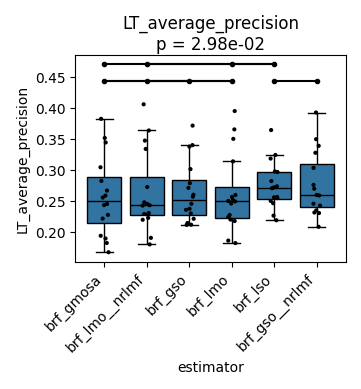 LT_average_precision
p = 2.98e-02
LT_average_precision
0.45
0.40
0.35
0.30
0.25
0.20
brf_gmosa
brf_lmo__nrlmf
brf_gso
brf_lmo
brf_lso
brf_gso__nrlmf
estimator